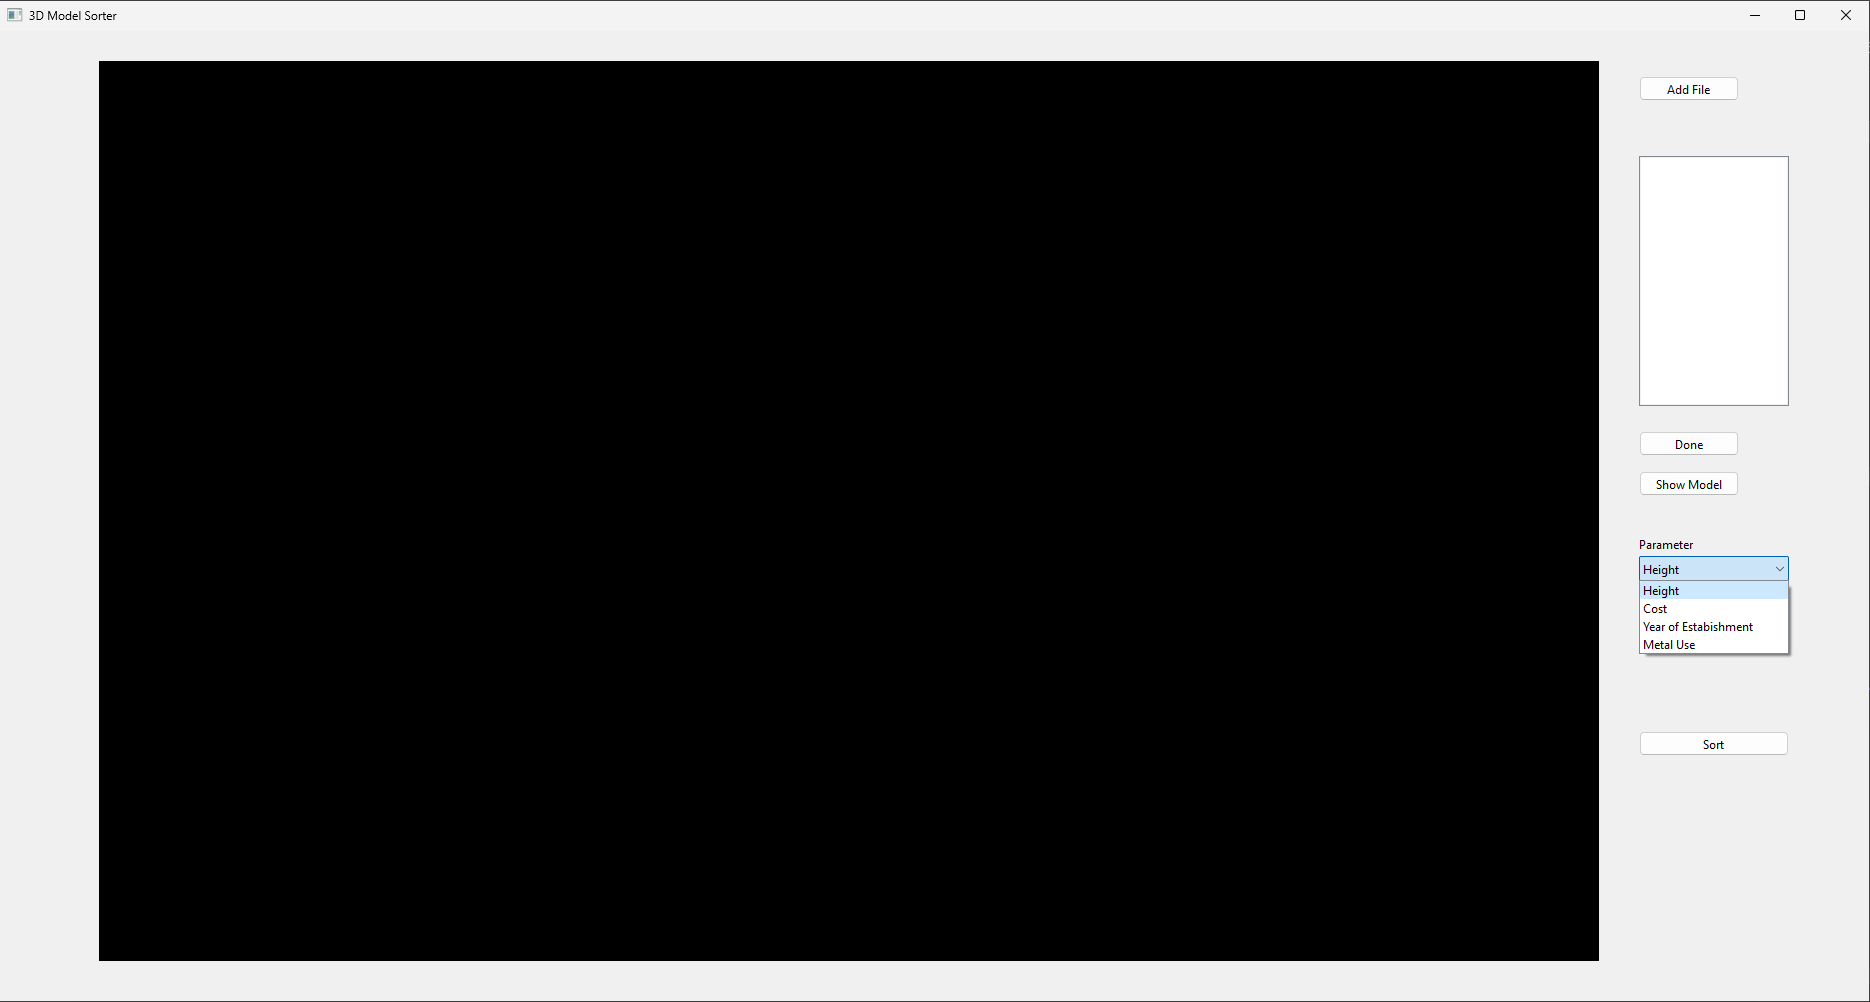 3D Model Sorter
Add File
Done
Show Model
Parameter
Height
Height
Cost
Year of Estabishment
Metal Use
Sort